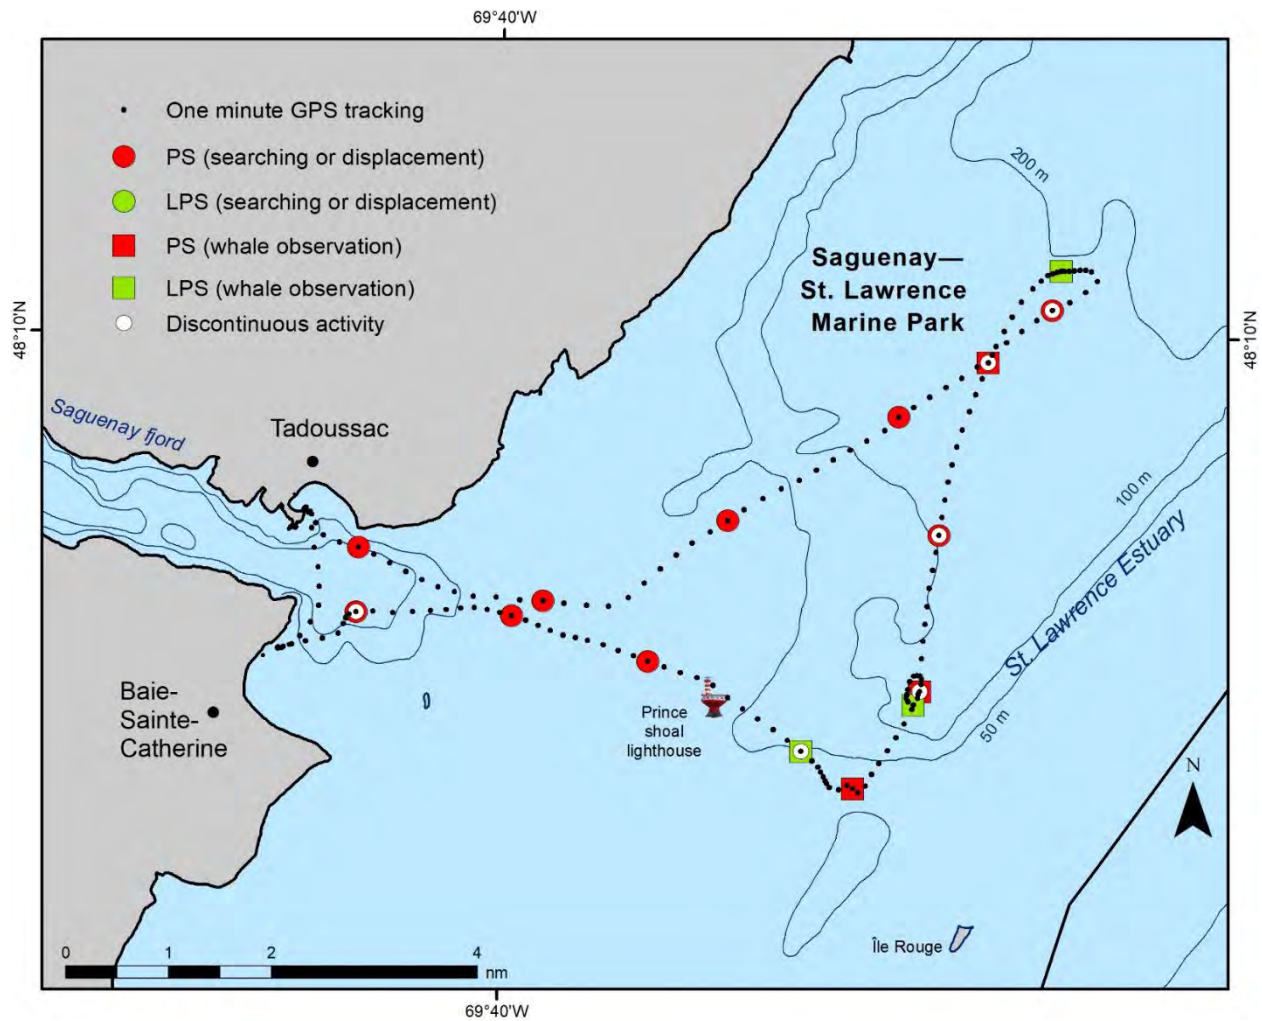 69°40'W
One minute GPS tracking
PS (searching or displacement)
LPS (searching or displacement)
PS (whale observation)
LPS (whale observation)
Discontinuous activity
200 m
Saguenay—
St. Lawrence
Marine Park
48°10'N
48°10'N
Saguenay fjord
Tadoussac
100 m
St. Lawrence Estuary
50 m
Baie-
Sainte-
Catherine
Prince
shoal
lighthouse
N
Île Rouge
0 1 2 4
nm
69°40'W